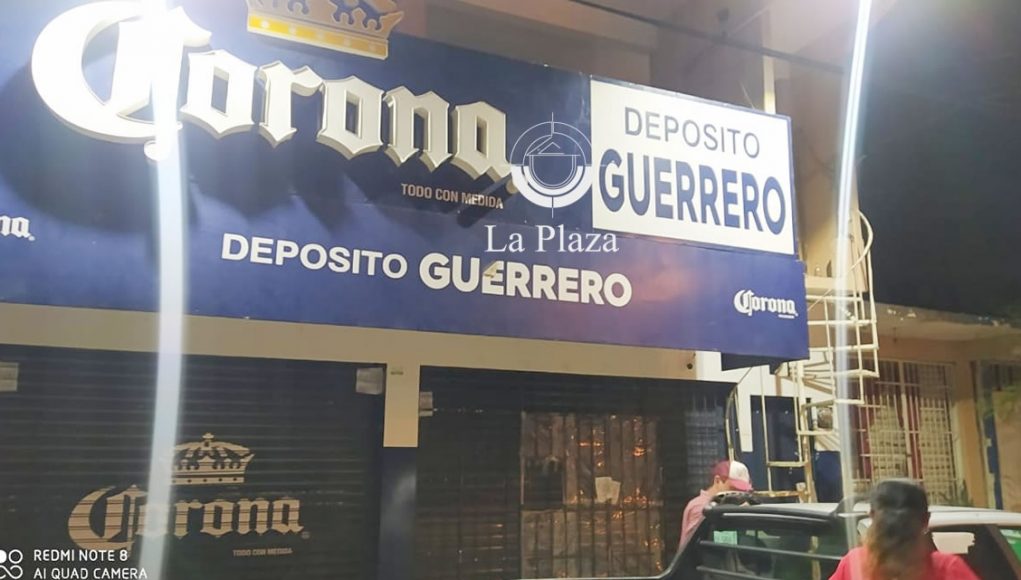 Corona
TODO CON MEDIDA
DEPOSITO
GUERRERO
La Plaza
na.
DEPOSITO GUERRERO
Corona
Corona
TODO CON MEDIDA
REDMI NOTE 8
AI QUAD CAMERA